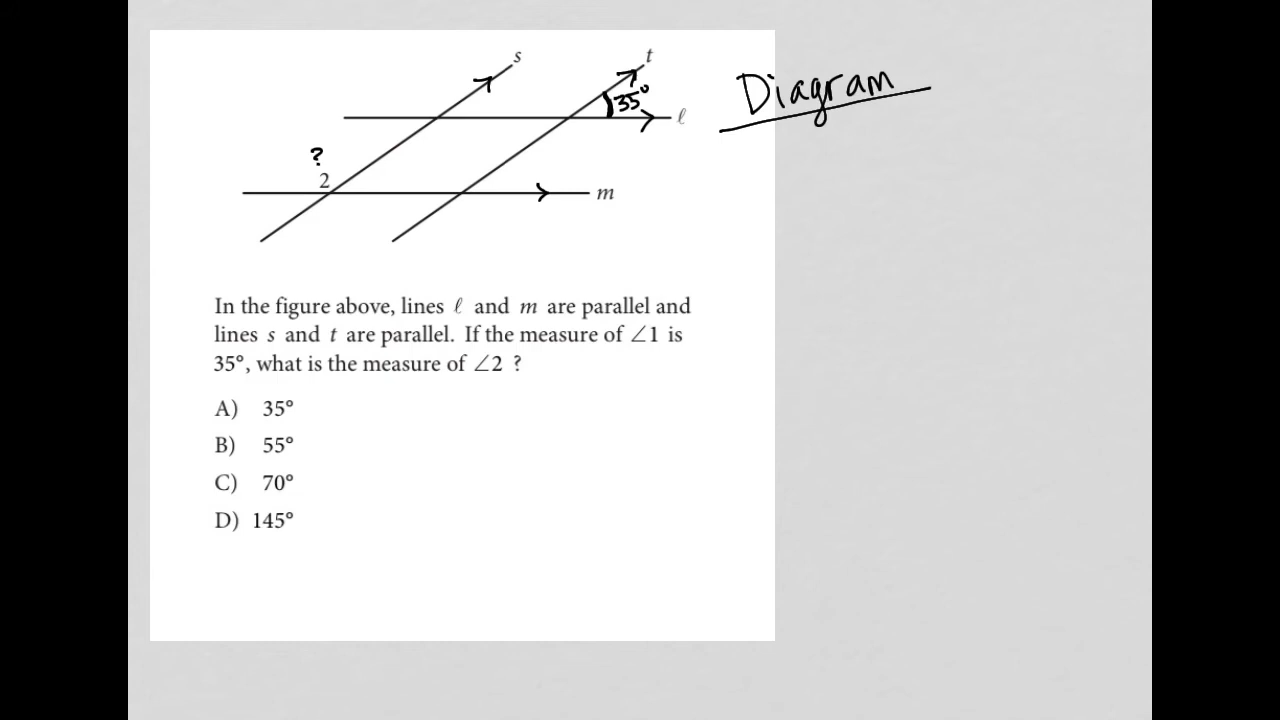 s
t
35°
Diagram
ℓ
?
2
m
In the figure above, lines ℓ and m are parallel and
lines s and t are parallel. If the measure of ∠1 is
35°, what is the measure of ∠2 ?
A) 35°
B) 55°
C) 70°
D) 145°